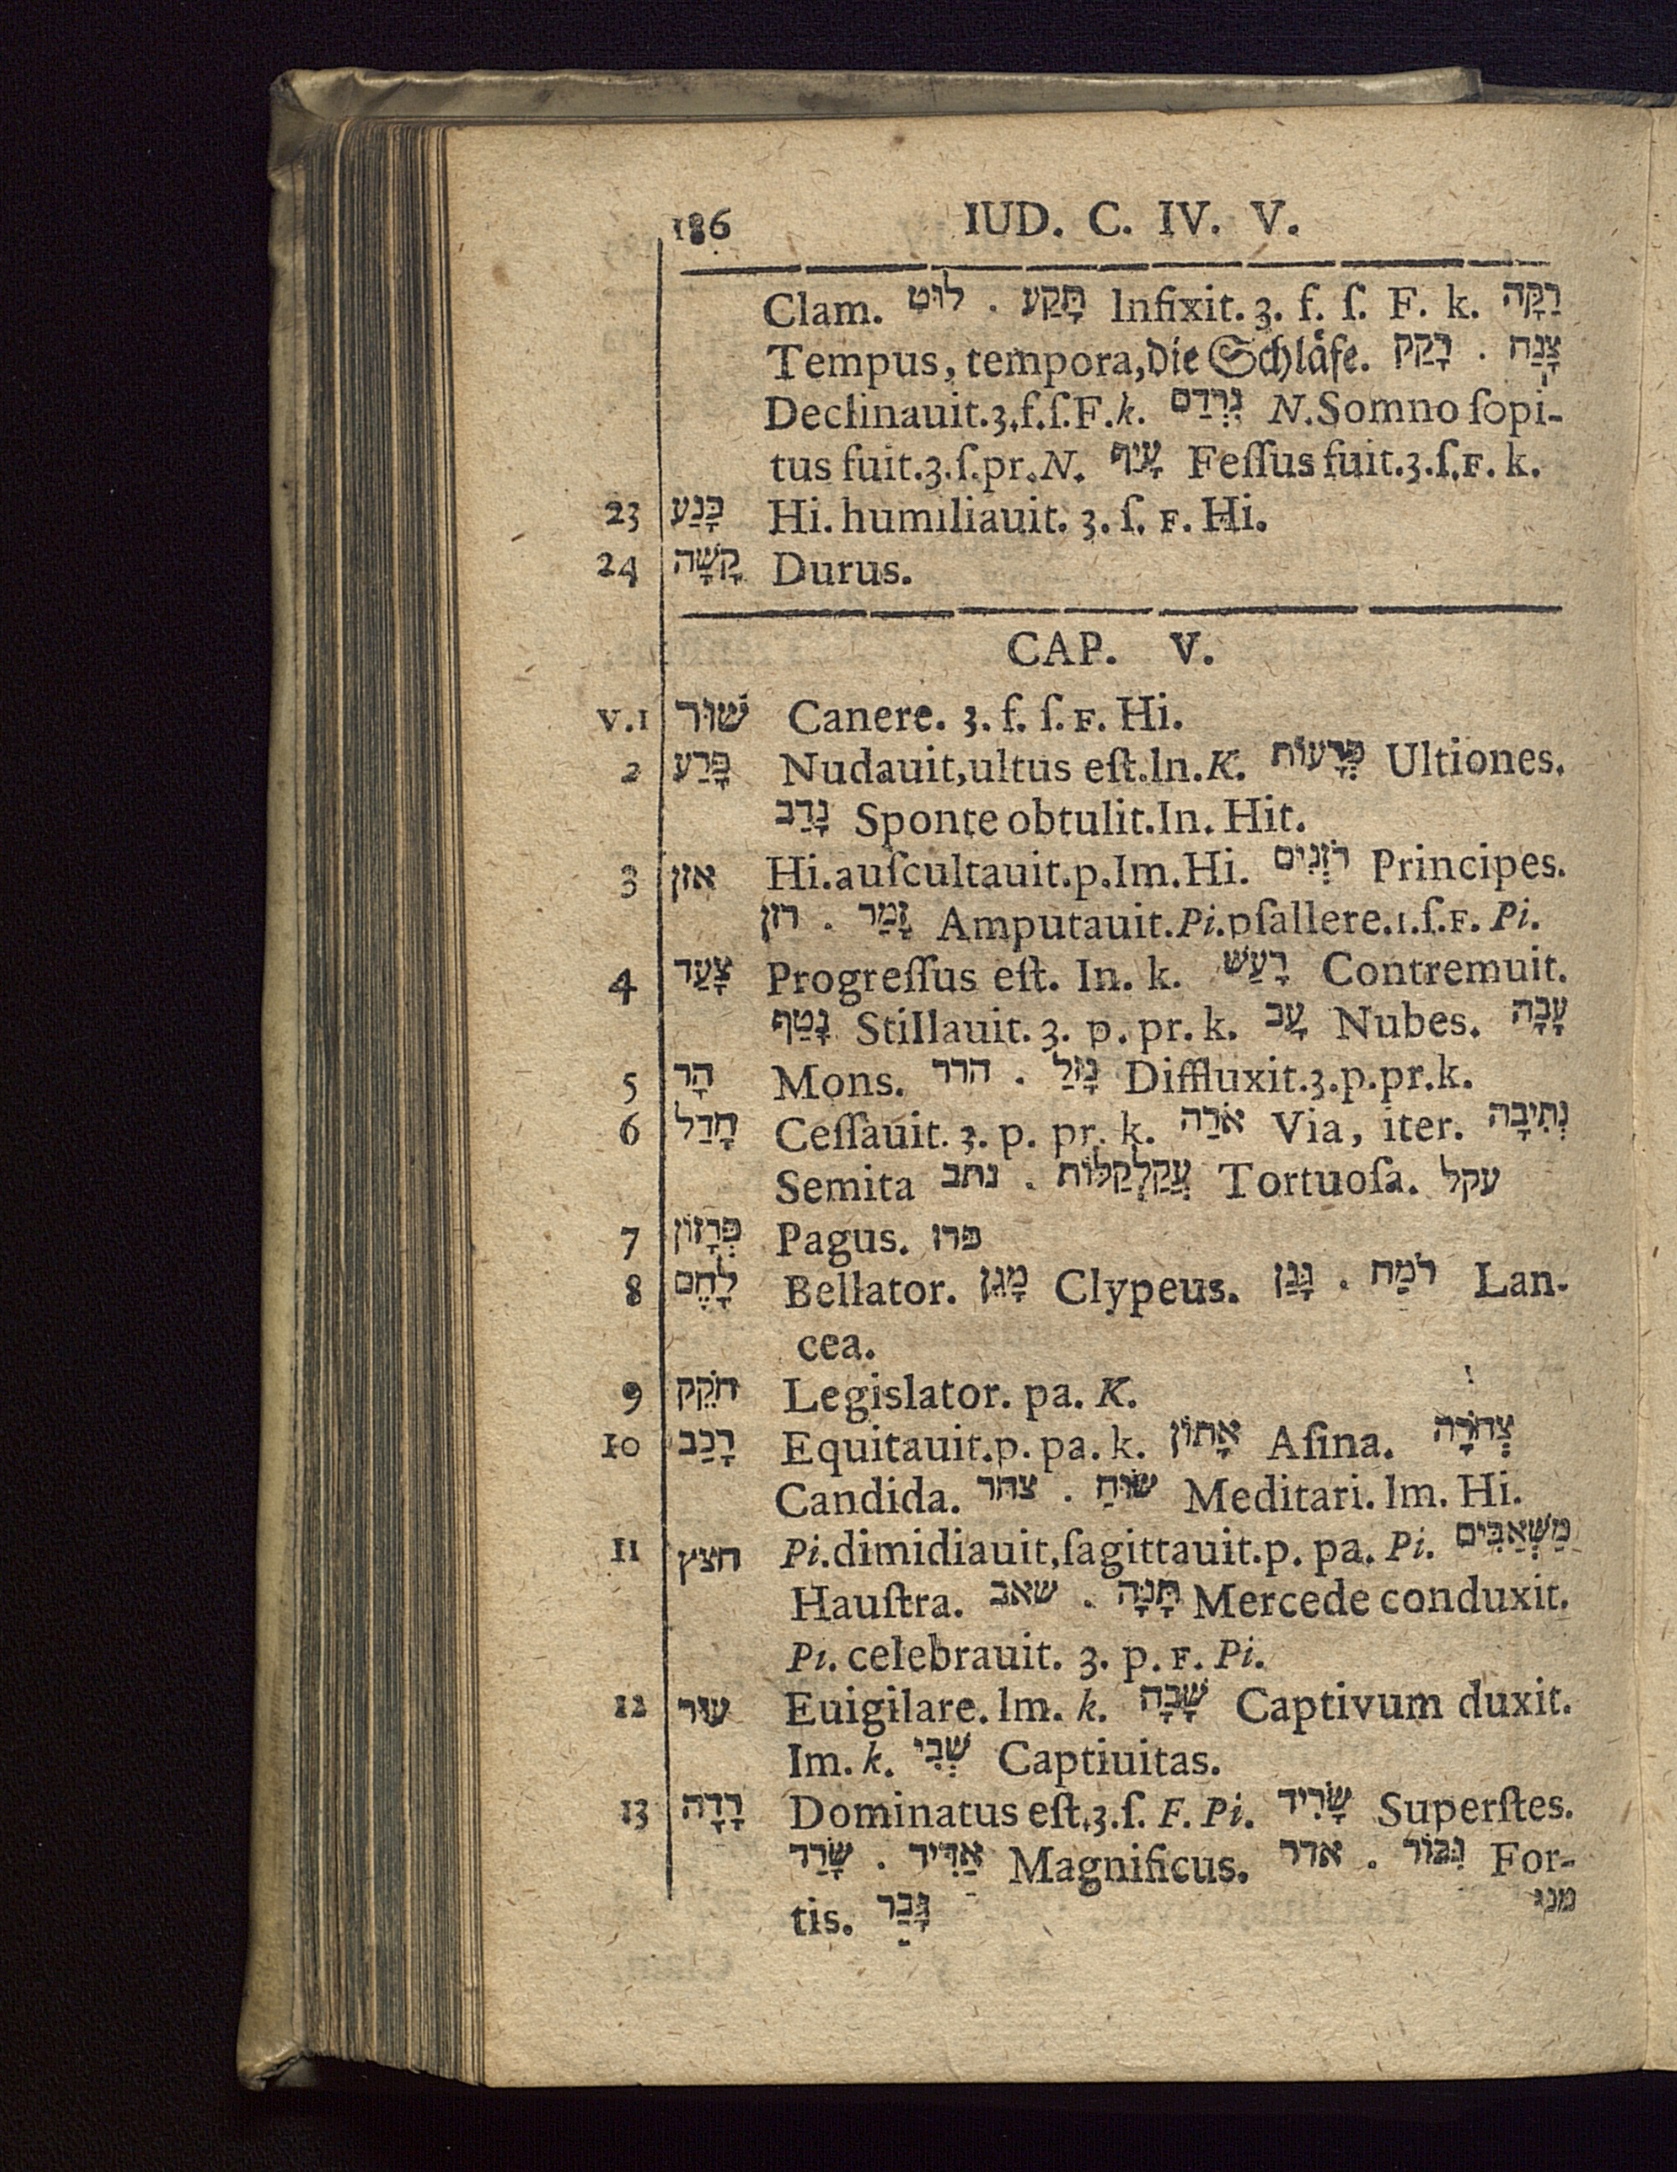 186 IUD. C. IV. V.
Clam. לוּט . תָּקַע Infixit. 3. f. ſ. F. k. רַקָּה
Tempus, tempora, die Schläfe. רָקַק . צָנַח
Declinauit. 3. f. ſ. F. k. נִרְדַּם N. Somno ſopi-
tus fuit. 3. ſ. pr. N. עָיֵף Feſſus fuit. 3. ſ. F. k.
23 כָּנַע Hi. humiliauit. 3. ſ. F. Hi.
24 קָשָׁה Durus.
CAP. V.
V. 1 שׁוּר Canere. 3. f. ſ. F. Hi.
2 פָּרַע Nudauit, ultus eſt. In. K. פְּרָעוֹת Ultiones.
נָדַב Sponte obtulit. In. Hit.
3 אזן Hi. auſcultauit. p. Im. Hi. רֹזְנִים Principes.
רזן . זָמַר Amputauit. Pi. pſallere. 1. ſ. F. Pi.
4 צָעַד Progreſſus eſt. In. k. רָעַשׁ Contremuit.
נָטַף Stillauit. 3. p. pr. k. עָב Nubes. עָבָה
5 הָר Mons. הרר . נָזַל Diffluxit. 3. p. pr. k.
6 חָדַל Ceſſauit. 3. p. pr. k. אֹרַה Via, iter. נְתִיבָה
Semita נתב . עֲקַלְקַלּוֹת Tortuoſa. עקל
7 פְּרָזוֹן Pagus. פרו
8 לָחֶם Bellator. מָגן Clypeus. גָּנַן . רֹמַח Lan-
cea.
9 חֹקֵק Legislator. pa. K.
10 רָכַב Equitauit. p. pa. k. אָתוֹן Aſina. צְחֹרָה
Candida. צחר . שׂוּחַ Meditari. Im. Hi.
11 חצץ Pi. dimidiauit, ſagittauit. p. pa. Pi. מַשְׁאַבִּים
Hauſtra. שאב . תָּנָה Mercede conduxit.
Pi. celebrauit. 3. p. F. Pi.
12 עוּר Euigilare. Im. k. שָׁבָה Captivum duxit.
Im. k. שְׁבִי Captiuitas.
13 רָדָה Dominatus eſt. 3. ſ. F. Pi. שָׂרִיד Superſtes.
שָׂרַד . אַדִּיר Magnificus. אדר . גִּבּוֹר For-
tis. גָּבַר
מני